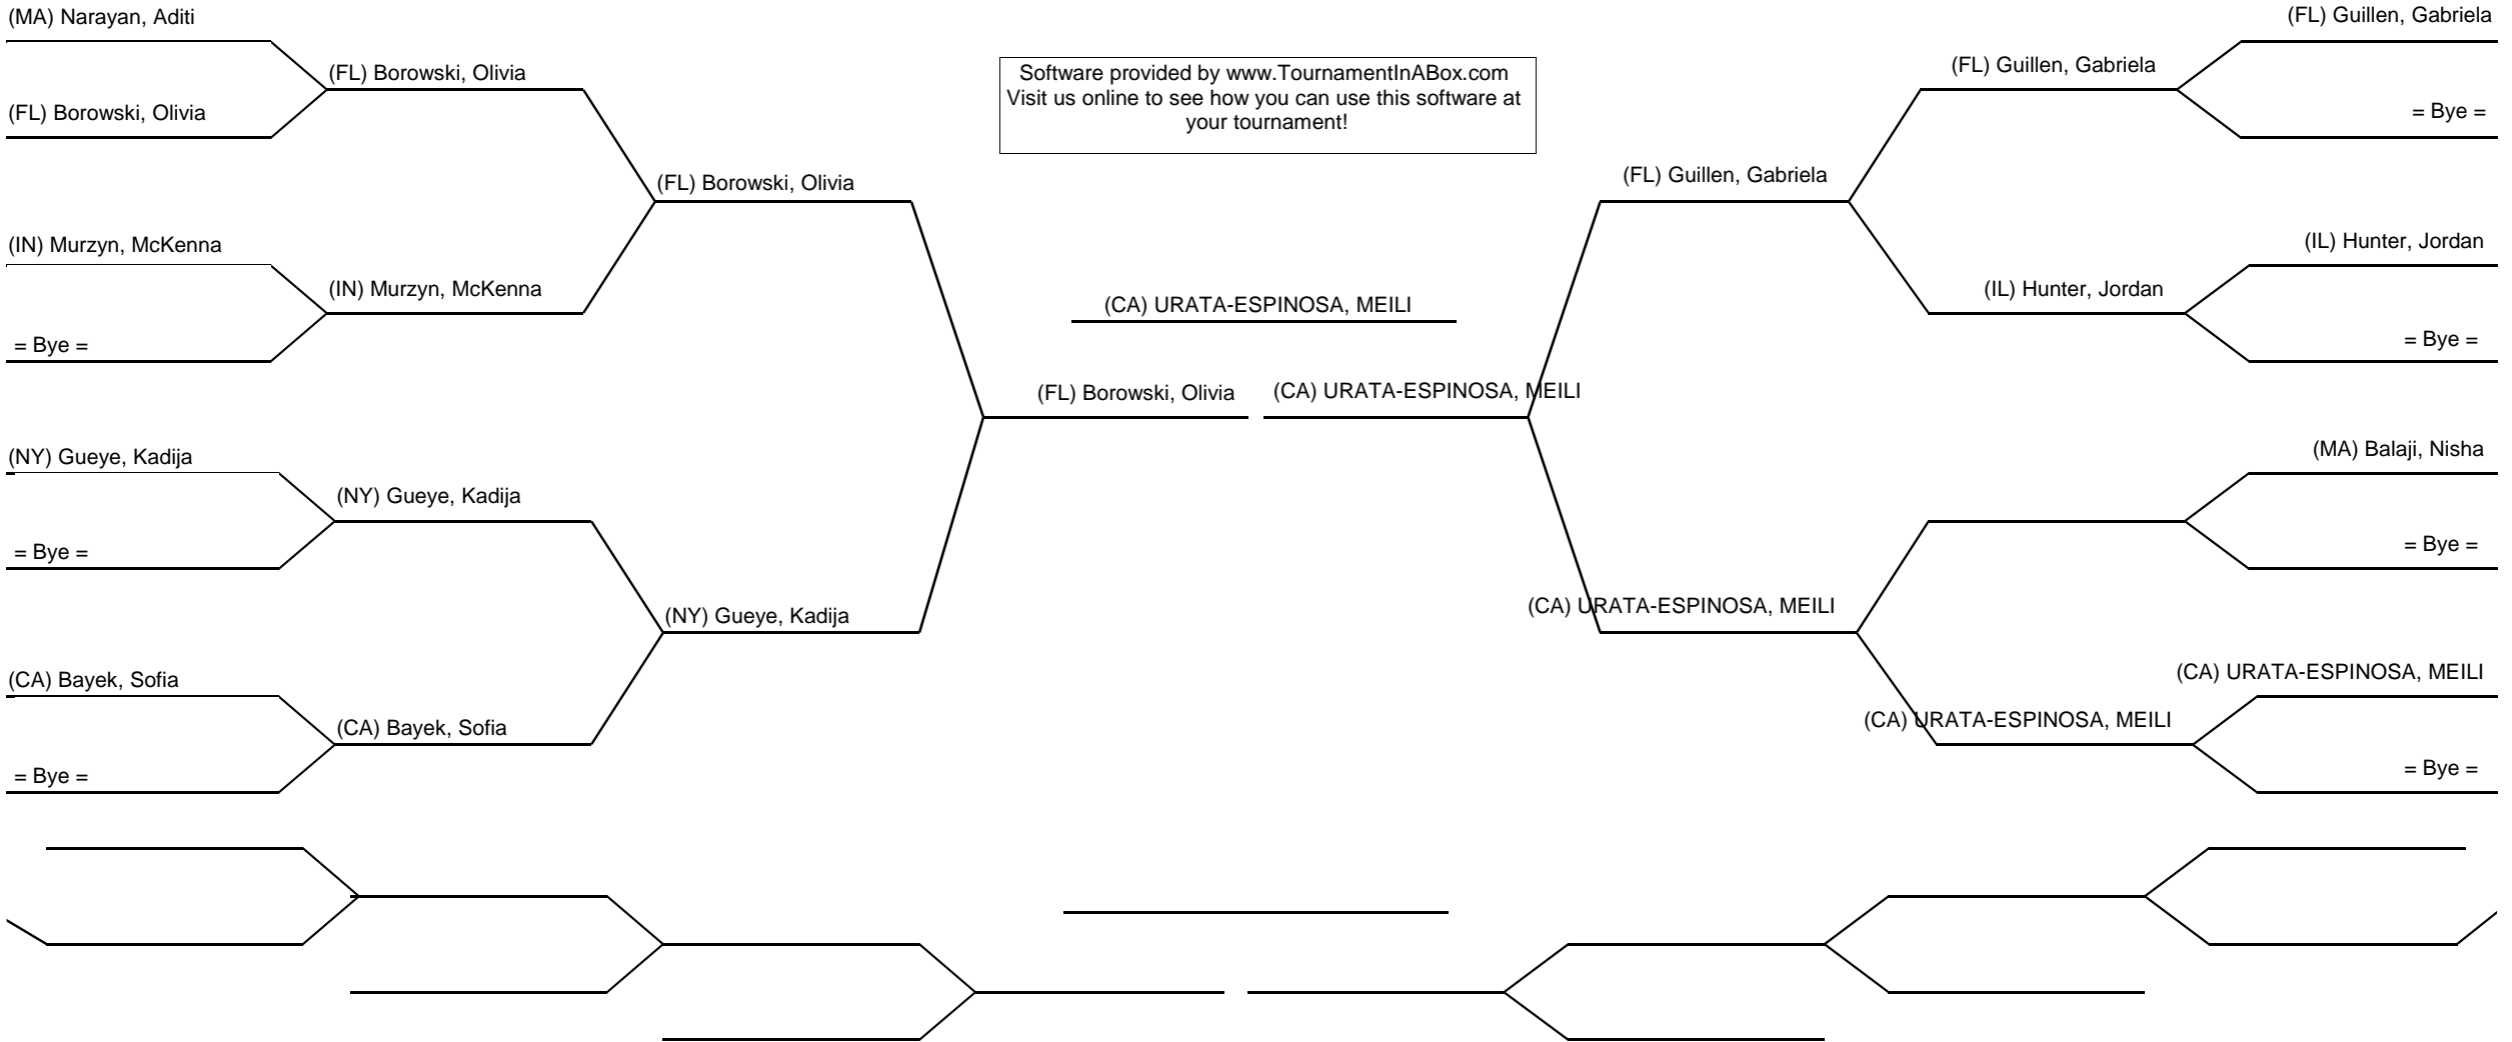 (MA) Narayan, Aditi
(FL) Borowski, Olivia
(FL) Borowski, Olivia
(FL) Borowski, Olivia
(IN) Murzyn, McKenna
(IN) Murzyn, McKenna
= Bye =
(NY) Gueye, Kadija
(NY) Gueye, Kadija
= Bye =
(NY) Gueye, Kadija
(CA) Bayek, Sofia
(CA) Bayek, Sofia
= Bye =
Software provided by www.TournamentInABox.com
Visit us online to see how you can use this software at
your tournament!
(CA) URATA-ESPINOSA, MEILI
(FL) Borowski, Olivia
(CA) URATA-ESPINOSA, MEILI
(FL) Guillen, Gabriela
(FL) Guillen, Gabriela
= Bye =
(FL) Guillen, Gabriela
(IL) Hunter, Jordan
(IL) Hunter, Jordan
= Bye =
(MA) Balaji, Nisha
= Bye =
(CA) URATA-ESPINOSA, MEILI
(CA) URATA-ESPINOSA, MEILI
(CA) URATA-ESPINOSA, MEILI
= Bye =